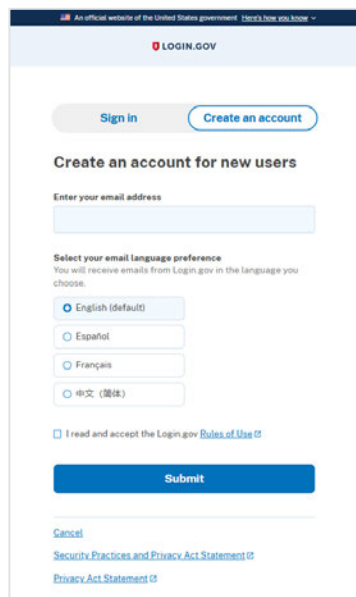 An official website of the United States government Here's how you know
LOGIN.GOV
Sign in
Create an account
Create an account for new users
Enter your email address
Select your email language preference
You will receive emails from Login.gov in the language you
choose.
English (default)
Español
Français
中文 (简体)
I read and accept the Login.gov Rules of Use
Submit
Cancel
Security Practices and Privacy Act Statement
Privacy Act Statement